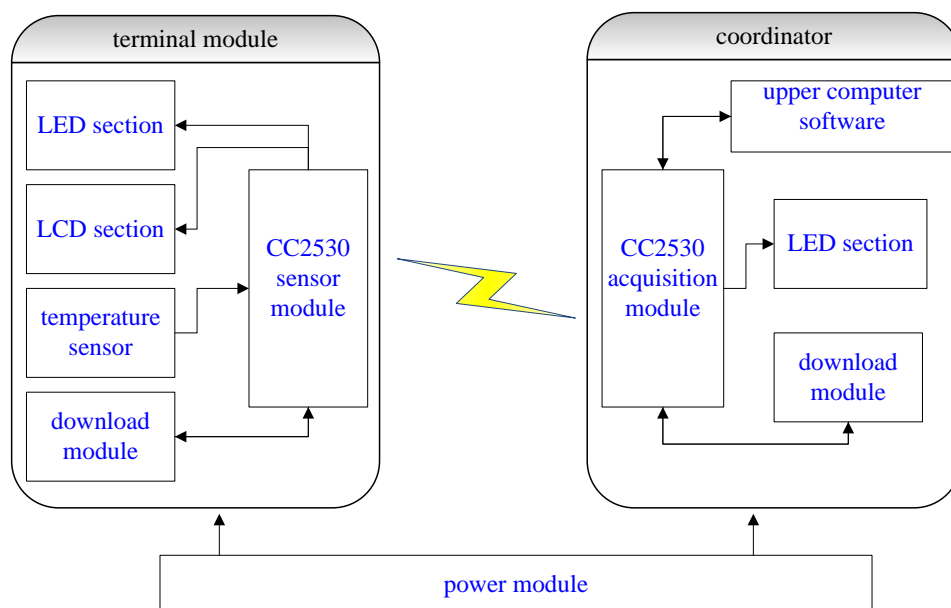 terminal module
LED section
LCD section
temperature
sensor
download
module
CC2530
sensor
module
coordinator
upper computer
software
CC2530
acquisition
module
LED section
download
module
power module